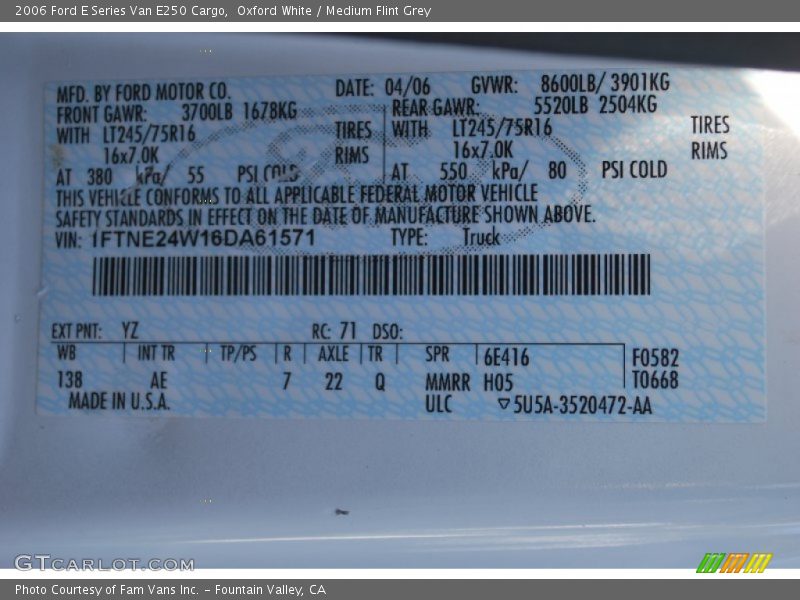 2006 Ford E Series Van E250 Cargo,  Oxford White / Medium Flint Grey
MFD. BY FORD MOTOR CO. DATE: 04/06 GVWR: 8600LB/ 3901KG
FRONT GAWR: 3700LB 1678KG REAR GAWR: 5520LB 2504KG
WITH LT245/75R16 TIRES WITH LT245/75R16 TIRES
16x7.0K RIMS 16x7.0K RIMS
AT 380 kPa/ 55 PSI COLD AT 550 kPa/ 80 PSI COLD
THIS VEHICLE CONFORMS TO ALL APPLICABLE FEDERAL MOTOR VEHICLE
SAFETY STANDARDS IN EFFECT ON THE DATE OF MANUFACTURE SHOWN ABOVE.
VIN: 1FTNE24W16DA61571 TYPE: Truck
EXT PNT: YZ RC: 71 DSO:
WB INT TR TP/PS R AXLE TR SPR 6E416 F0582
138 AE 7 22 Q MMRR H05 T0668
MADE IN U.S.A. ULC ▽5U5A-3520472-AA
GTCARLOT.COM
Photo Courtesy of Fam Vans Inc. – Fountain Valley, CA